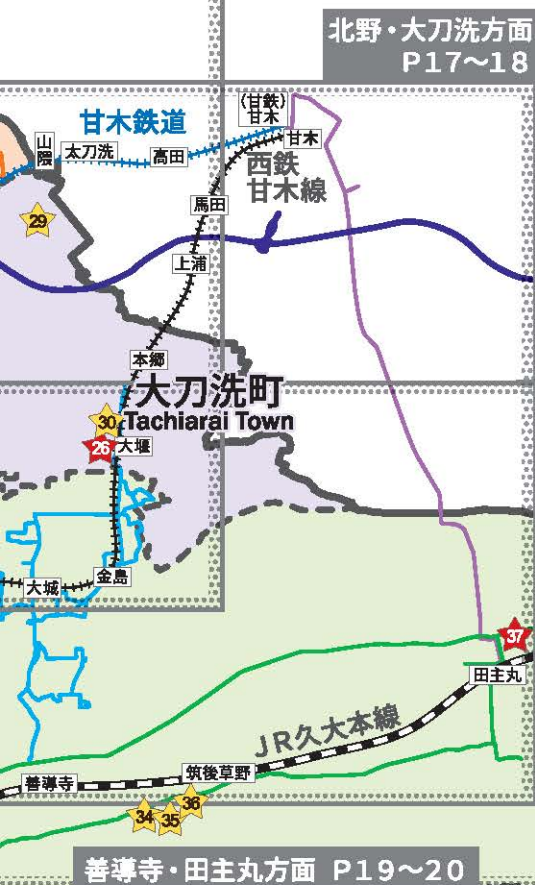 北野・大刀洗方面
P17～18
(甘鉄)
甘木
甘木鉄道
山隈
太刀洗
高田
甘木
西鉄
甘木線
馬田
29
上浦
本郷
大刀洗町
Tachiarai Town
30
26
大堰
大城
金島
37
田主丸
JR久大本線
善導寺
筑後草野
34
35
36
善導寺・田主丸方面 P19～20